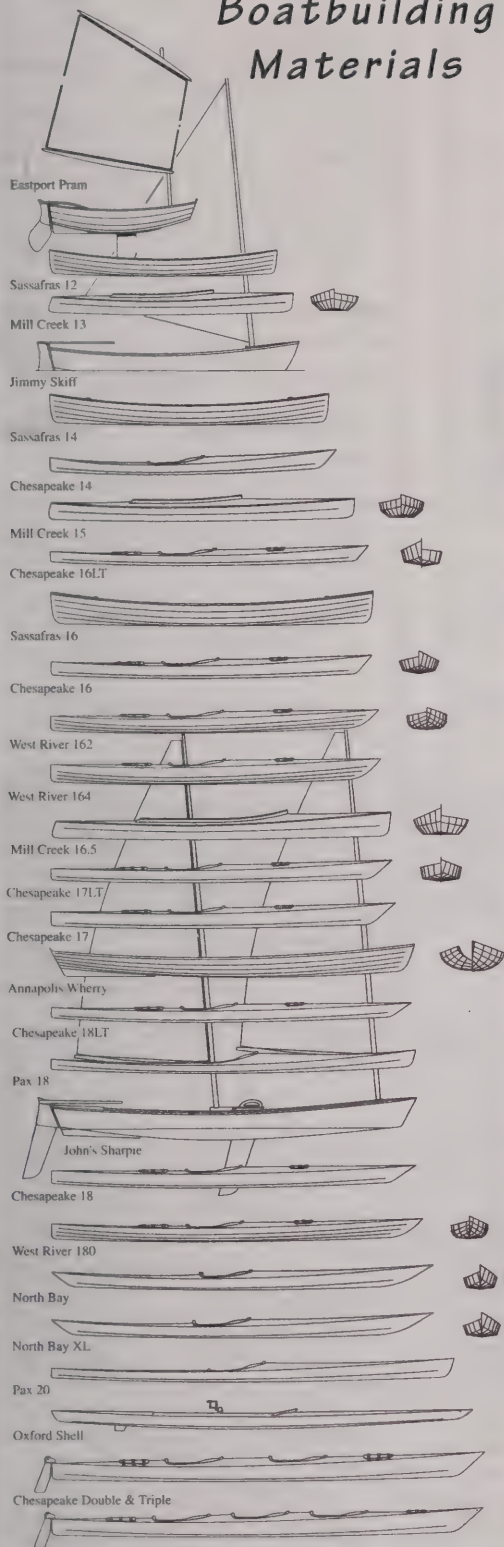 Boatbuilding
Materials
Eastport Pram
Sassafras 12
Mill Creek 13
Jimmy Skiff
Sassafras 14
Chesapeake 14
Mill Creek 15
Chesapeake 16LT
Sassafras 16
Chesapeake 16
West River 162
West River 164
Mill Creek 16.5
Chesapeake 17LT
Chesapeake 17
Annapolis Wherry
Chesapeake 18LT
Pax 18
John's Sharpie
Chesapeake 18
West River 180
North Bay
North Bay XL
Pax 20
Oxford Shell
Chesapeake Double & Triple